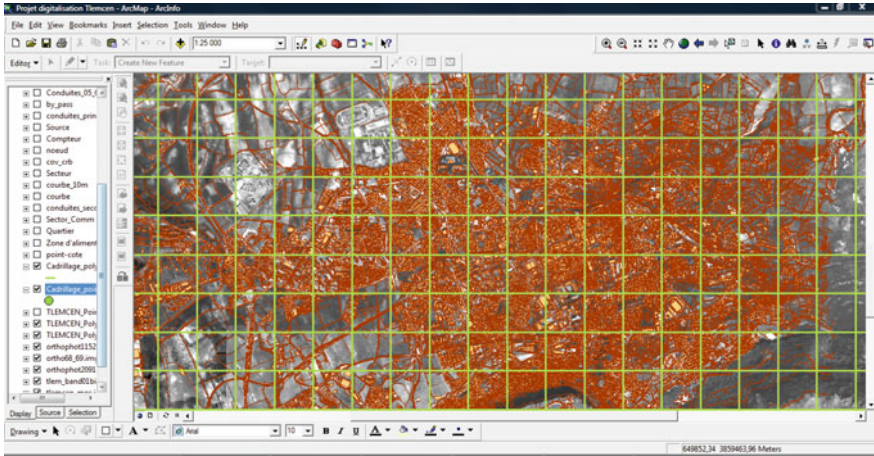 Projet digitalisation Tlemcen - ArcMap - ArcInfo
File Edit View Bookmarks Insert Selection Tools Window Help
1:25 000
Editor Task: Create New Feature Target:
Conduites_05_
by_pass
conduites_prin
Source
Compteur
noeud
cov_crb
Secteur
courbe_10m
courbe
conduites_seco
Sector_Comm
Quartier
Zone d'aliment
point-cote
Cadrillage_poly
Cadrillage_poin
TLEMCEN_Poin
TLEMCEN_Poly
TLEMCEN_Poly
orthophot1152
ortho68_69.img
orthophot2091
tlem_band01bi
Display Source Selection
Drawing A Arial 10 B I U A
649852,34 3859463,96 Meters